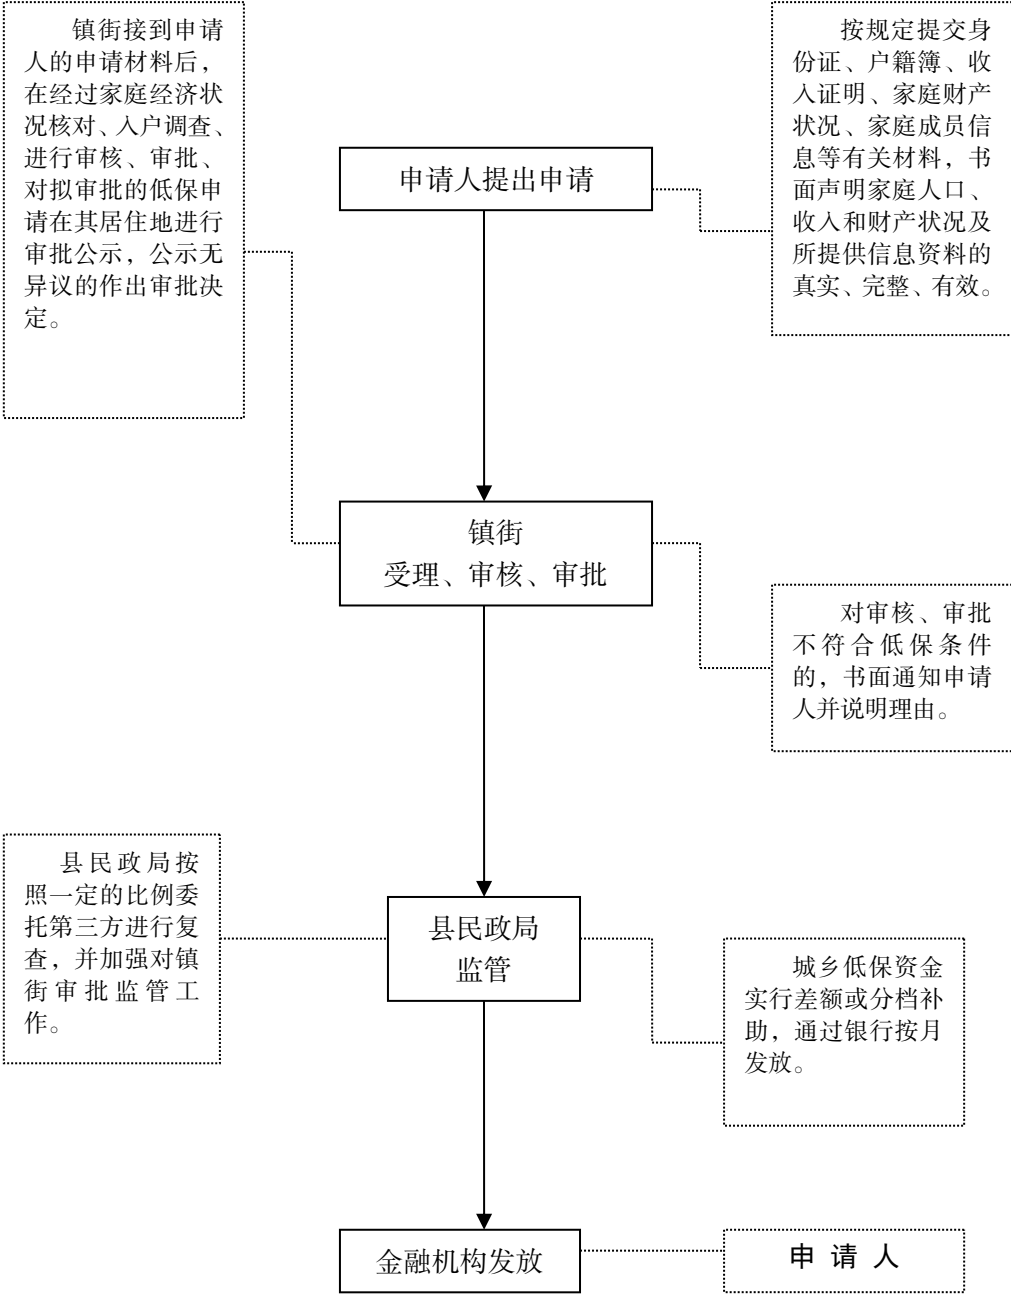 镇街接到申请
人的申请材料后，
在经过家庭经济状
况核对、入户调查、
进行审核、审批、
对拟审批的低保申
请在其居住地进行
审批公示，公示无
异议的作出审批决
定。
按规定提交身
份证、户籍簿、收
入证明、家庭财产
状况、家庭成员信
息等有关材料，书
面声明家庭人口、
收入和财产状况及
所提供信息资料的
真实、完整、有效。
申请人提出申请
镇街
受理、审核、审批
对审核、审批
不符合低保条件
的，书面通知申请
人并说明理由。
县民政局按
照一定的比例委
托第三方进行复
查，并加强对镇
街审批监管工
作。
县民政局
监管
城乡低保资金
实行差额或分档补
助，通过银行按月
发放。
金融机构发放
申 请 人